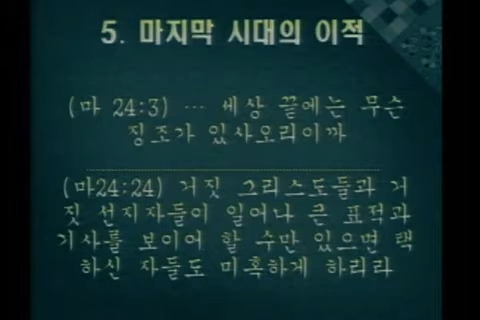 5. 마지막 시대의 이적
(마 24:3) … 세상 끝에는 무슨
징조가 있사오리이까
(마24:24) 거짓 그리스도들과 거
짓 선지자들이 일어나 큰 표적과
기사를 보이어 할 수만 있으면 택
하신 자들도 미혹하게 하리라